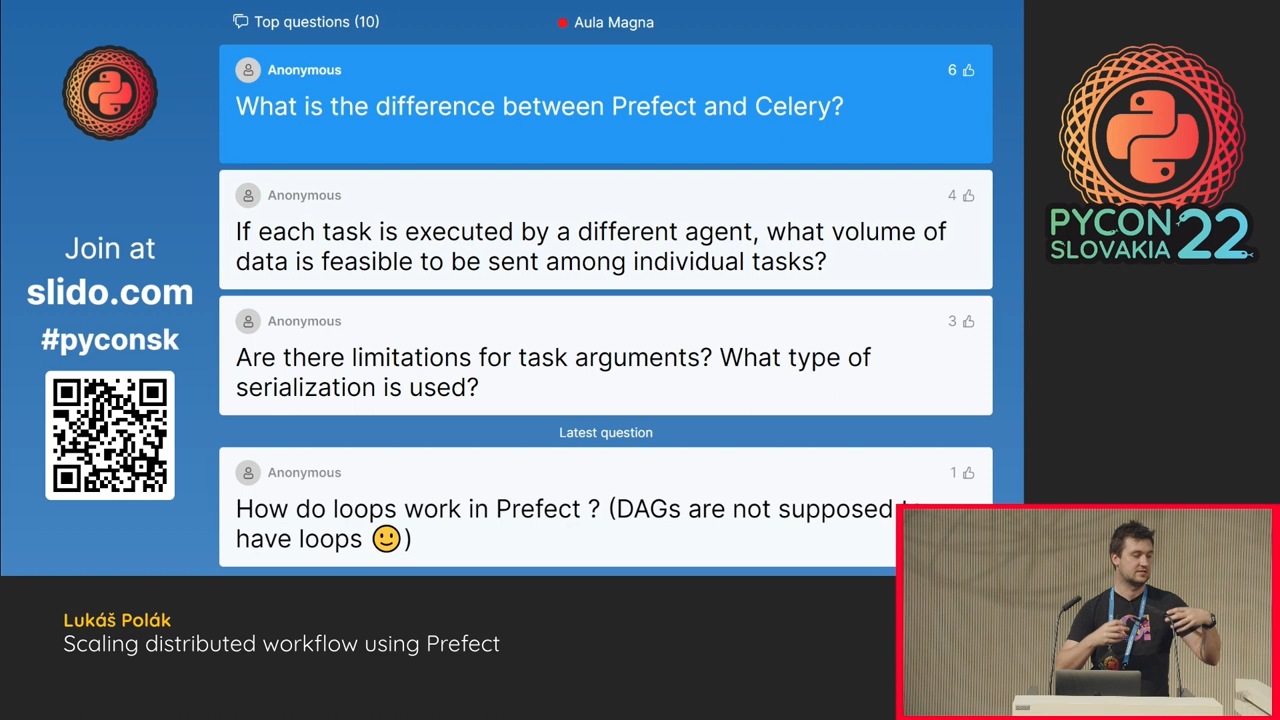 Top questions (10)
Aula Magna
Anonymous
6
What is the difference between Prefect and Celery?
Anonymous
4
If each task is executed by a different agent, what volume of
data is feasible to be sent among individual tasks?
Anonymous
3
Are there limitations for task arguments? What type of
serialization is used?
Latest question
Anonymous
1
How do loops work in Prefect ? (DAGs are not supposed
have loops 🙂)
Join at
slido.com
#pyconsk
PYCON
SLOVAKIA
22
Lukáš Polák
Scaling distributed workflow using Prefect